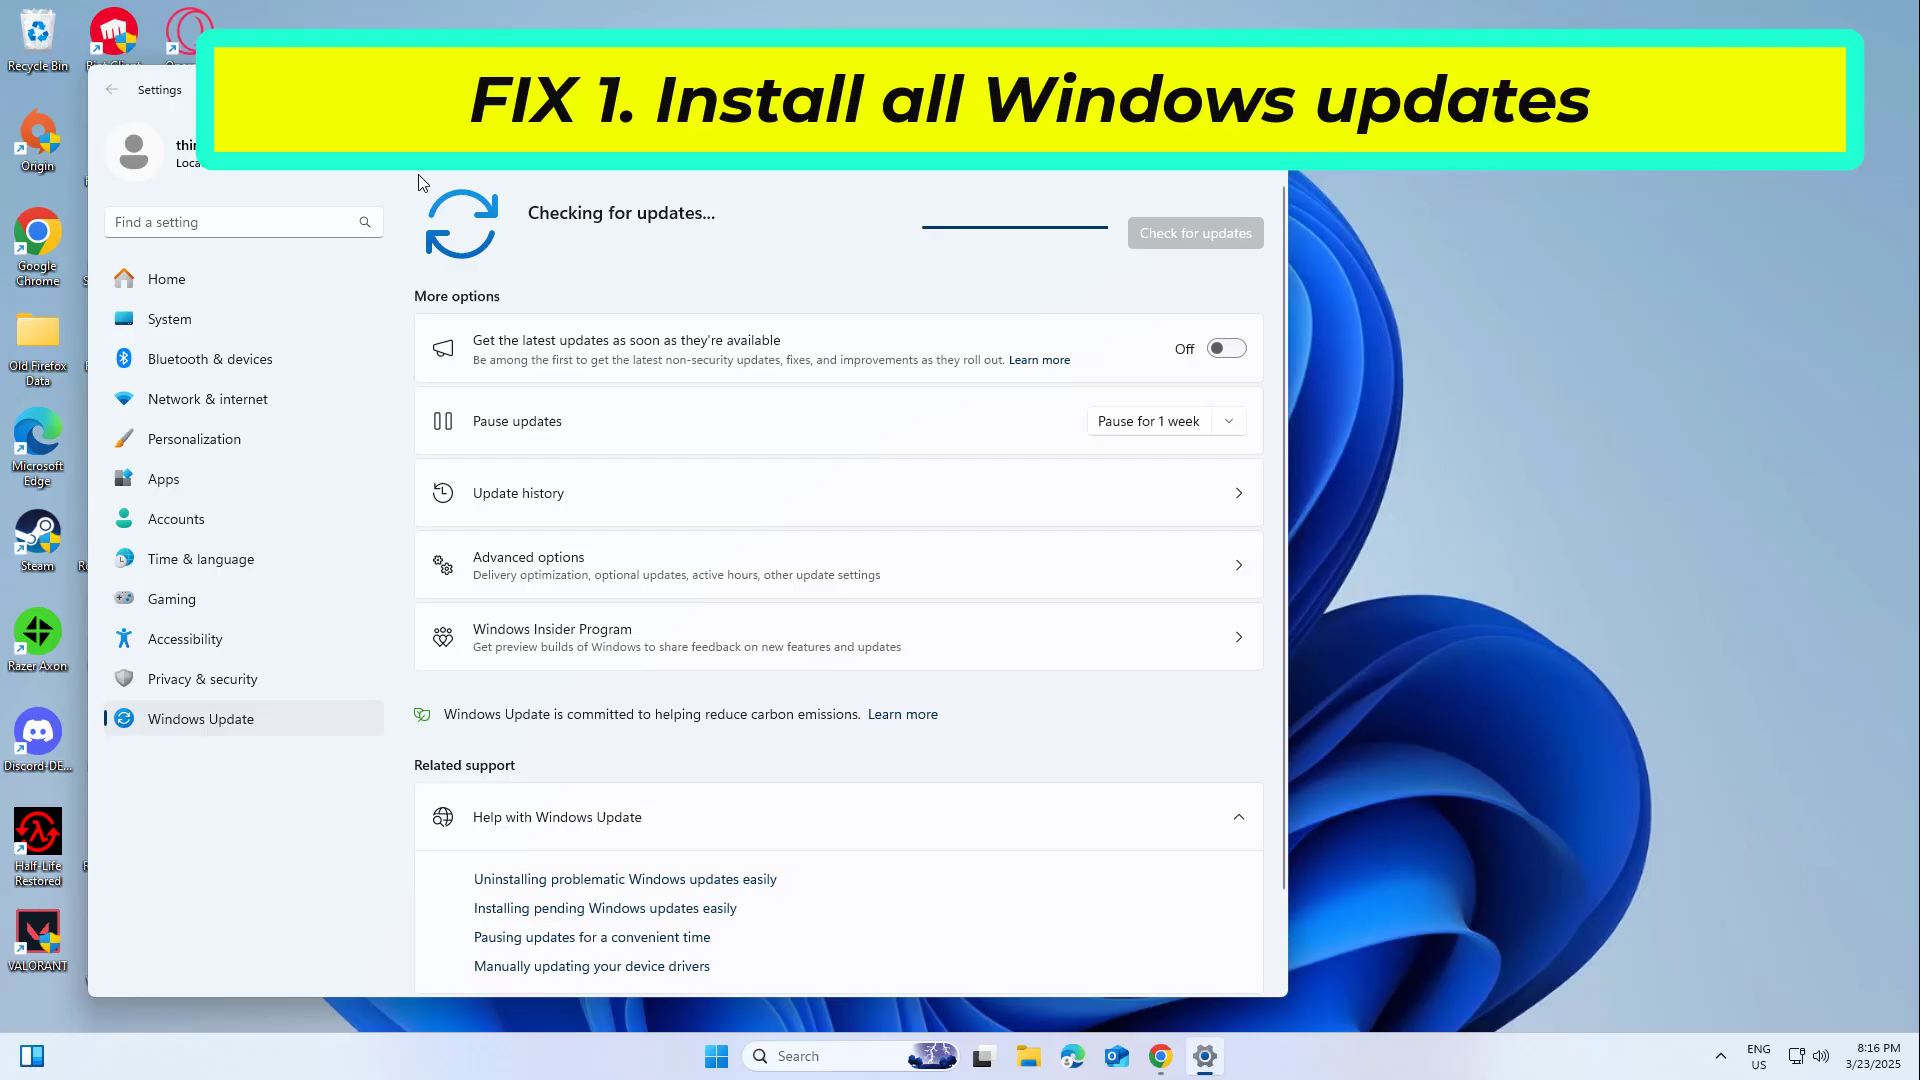 Recycle Bin
FIX 1. Install all Windows updates
Settings
Origin
Google
Chrome
Old Firefox
Data
Microsoft
Edge
Steam
Razer Axon
Discord-DE...
Half-Life
Restored
VALORANT
Find a setting
Home
System
Bluetooth & devices
Network & internet
Personalization
Apps
Accounts
Time & language
Gaming
Accessibility
Privacy & security
Windows Update
Checking for updates...
Check for updates
More options
Get the latest updates as soon as they're available
Be among the first to get the latest non-security updates, fixes, and improvements as they roll out. Learn more
Off
Pause updates
Pause for 1 week
Update history
Advanced options
Delivery optimization, optional updates, active hours, other update settings
Windows Insider Program
Get preview builds of Windows to share feedback on new features and updates
Windows Update is committed to helping reduce carbon emissions. Learn more
Related support
Help with Windows Update
Uninstalling problematic Windows updates easily
Installing pending Windows updates easily
Pausing updates for a convenient time
Manually updating your device drivers
Search
ENG
US
8:16 PM
3/23/2025